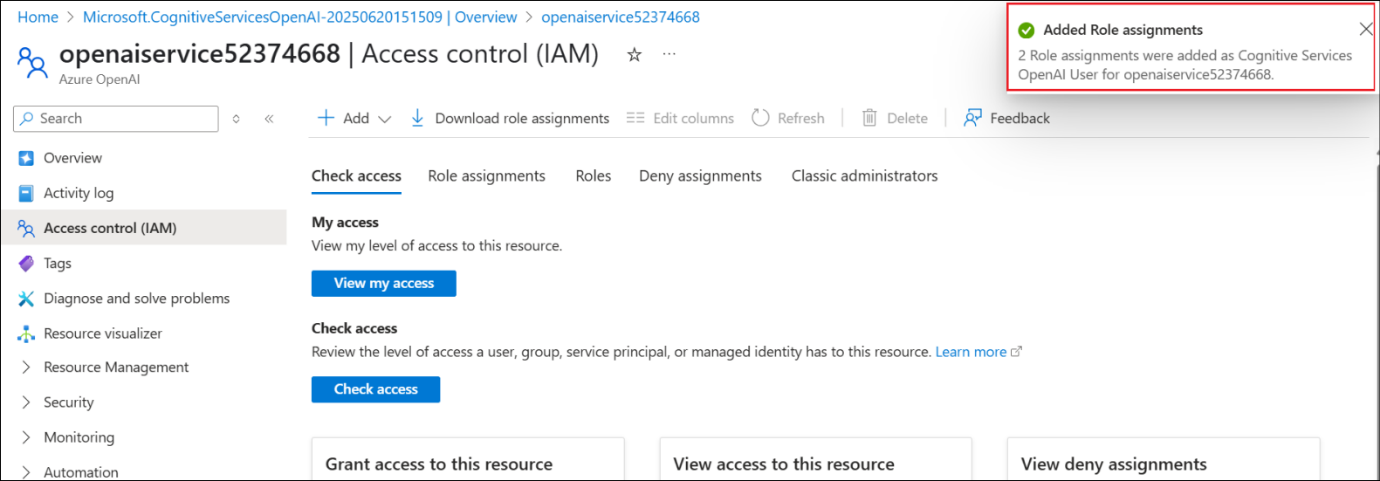 Home > Microsoft.CognitiveServicesOpenAI-20250620151509 | Overview > openaiservice52374668
openaiservice52374668 | Access control (IAM) ☆ ···
Azure OpenAI
Added Role assignments
2 Role assignments were added as Cognitive Services
OpenAI User for openaiservice52374668.
Search
Add
Download role assignments
Edit columns
Refresh
Delete
Feedback
Overview
Activity log
Access control (IAM)
Tags
Diagnose and solve problems
Resource visualizer
Resource Management
Security
Monitoring
Automation
Check access
Role assignments
Roles
Deny assignments
Classic administrators
My access
View my level of access to this resource.
View my access
Check access
Review the level of access a user, group, service principal, or managed identity has to this resource. Learn more
Check access
Grant access to this resource
View access to this resource
View deny assignments